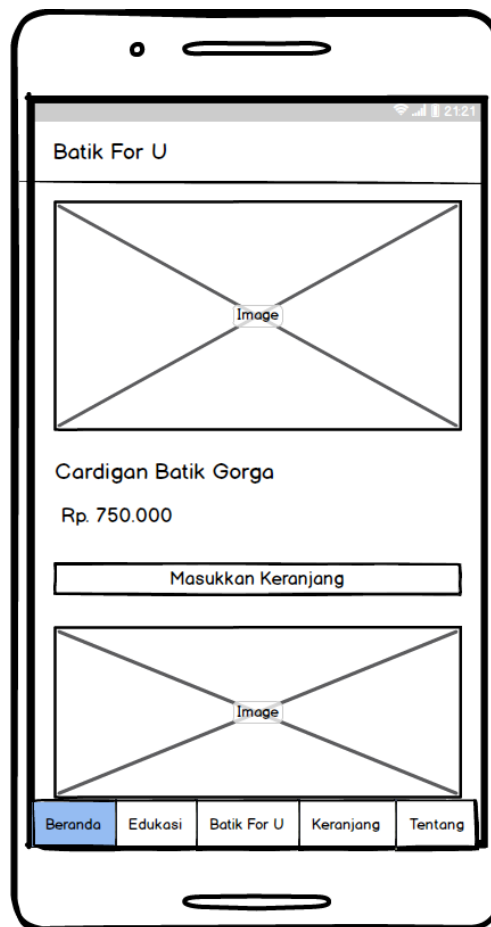 21:21
Batik For U
Image
Cardigan Batik Gorga
Rp. 750.000
Masukkan Keranjang
Image
Beranda Edukasi Batik For U Keranjang Tentang